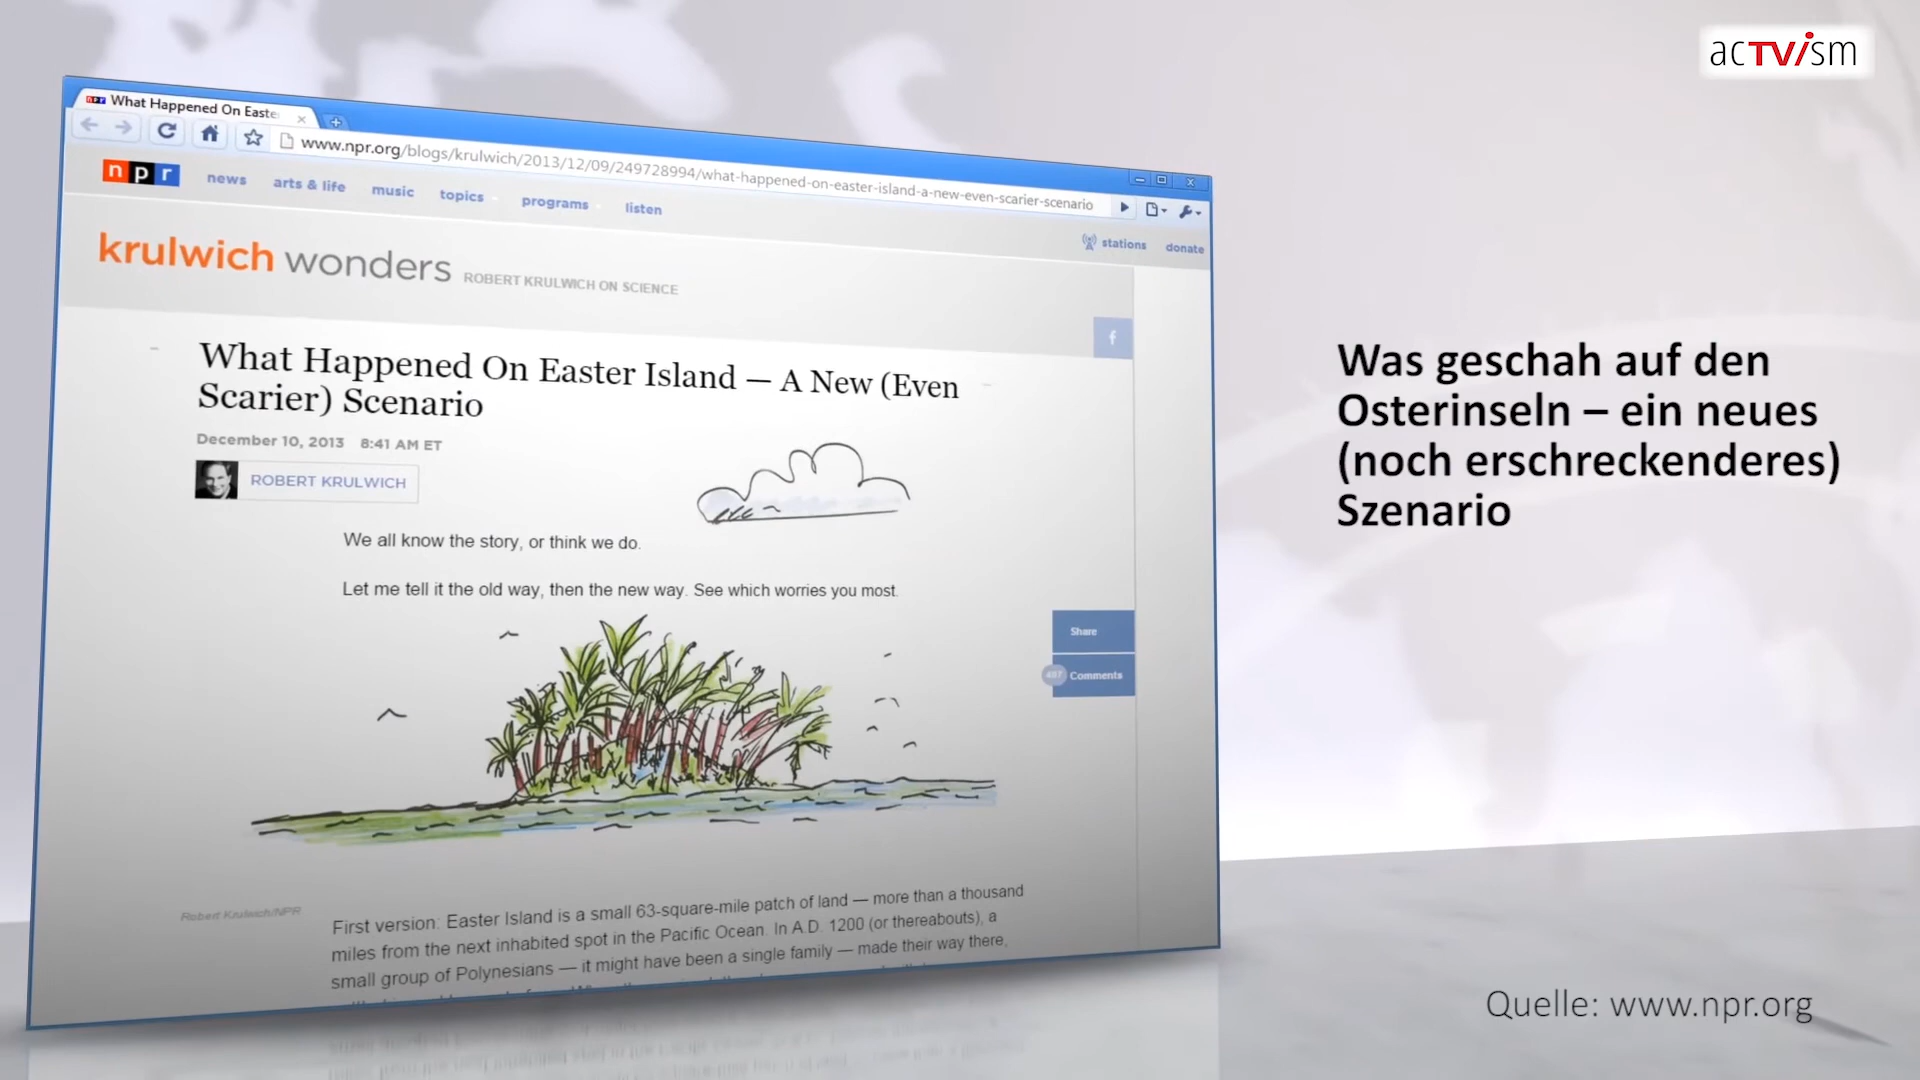 acTVism
What Happened On Easte
www.npr.org/blogs/krulwich/2013/12/09/249728994/what-happened-on-easter-island-a-new-even-scarier-scenario
npr news arts & life music topics programs listen
stations donate
krulwich wonders ROBERT KRULWICH ON SCIENCE
f
What Happened On Easter Island — A New (Even
Scarier) Scenario
December 10, 2013 8:41 AM ET
ROBERT KRULWICH
We all know the story, or think we do.
Let me tell it the old way, then the new way. See which worries you most.
Share
Comments
Robert Krulwich/NPR
First version: Easter Island is a small 63-square-mile patch of land — more than a thousand
miles from the next inhabited spot in the Pacific Ocean. In A.D. 1200 (or thereabouts), a
small group of Polynesians — it might have been a single family — made their way there,
Was geschah auf den
Osterinseln – ein neues
(noch erschreckenderes)
Szenario
Quelle: www.npr.org